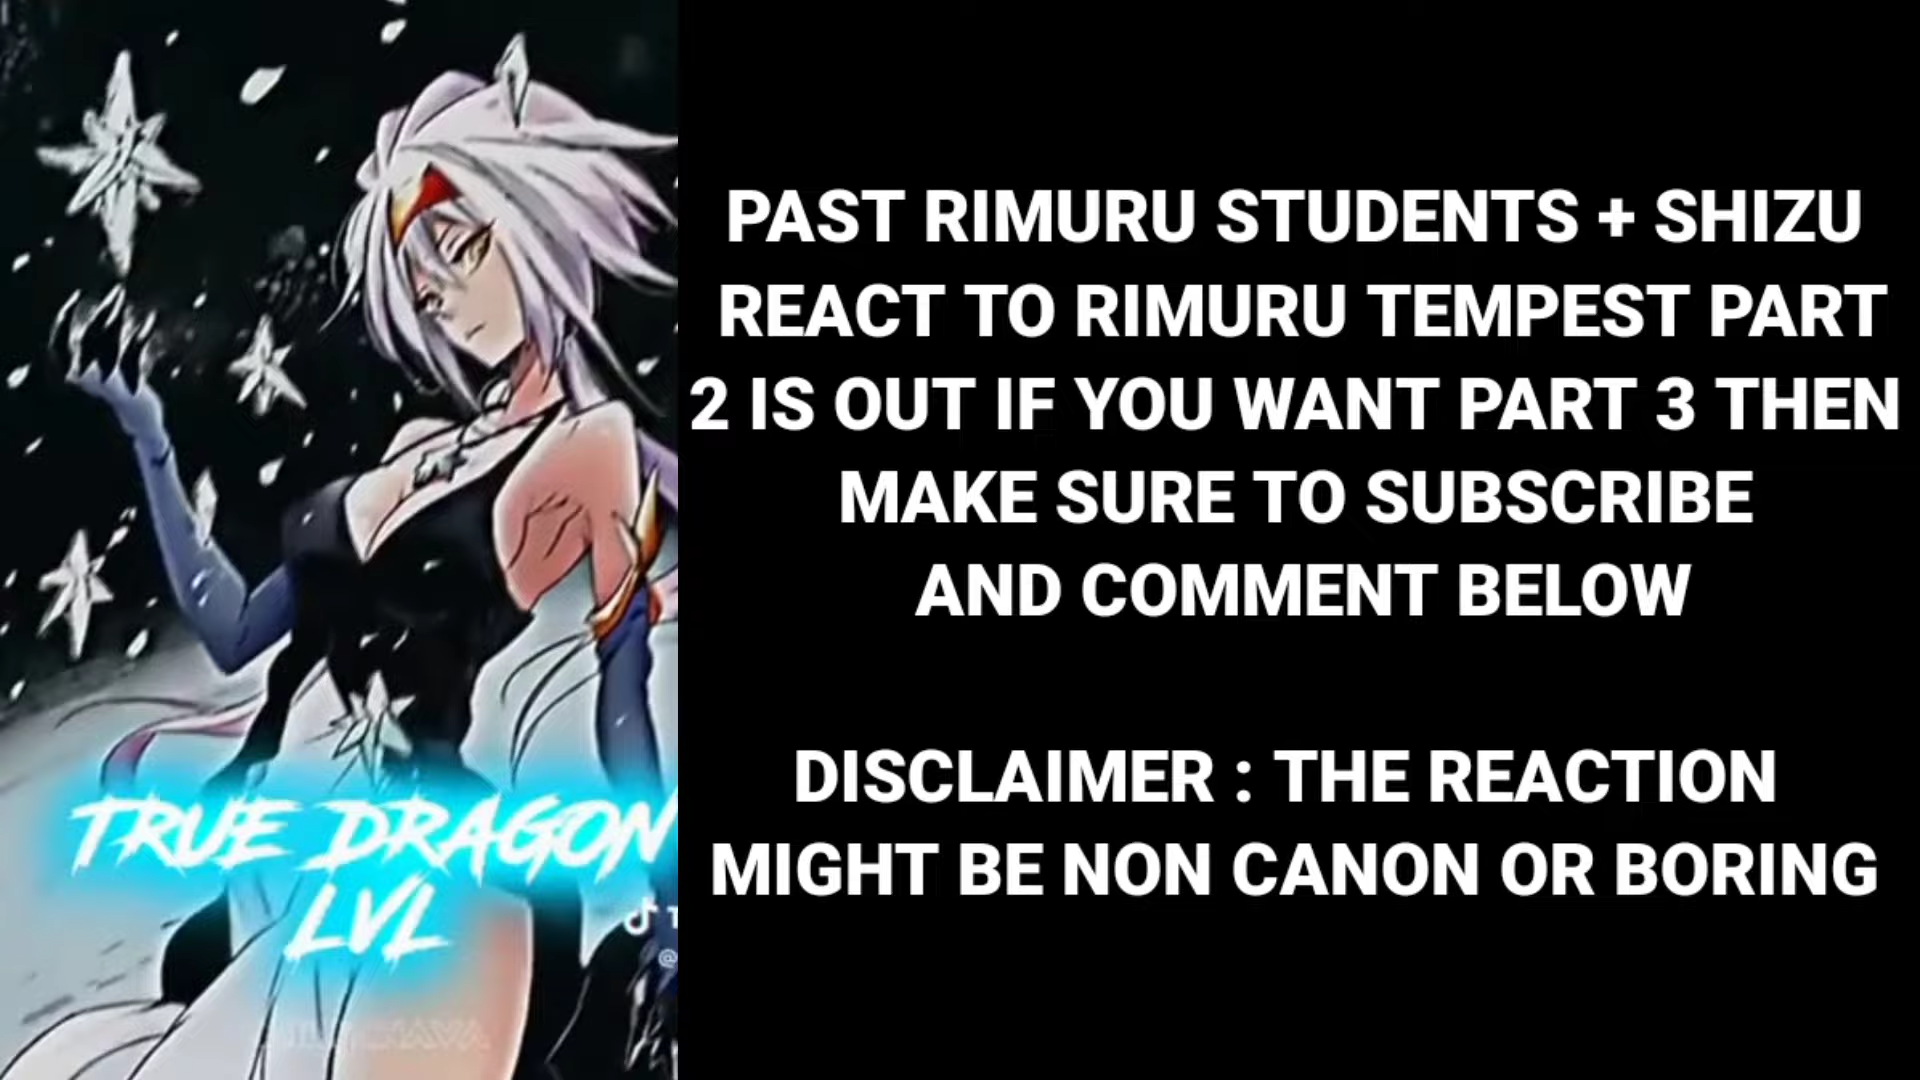 PAST RIMURU STUDENTS + SHIZU
REACT TO RIMURU TEMPEST PART
2 IS OUT IF YOU WANT PART 3 THEN
MAKE SURE TO SUBSCRIBE
AND COMMENT BELOW
DISCLAIMER : THE REACTION
MIGHT BE NON CANON OR BORING
TRUE DRAGON
LVL